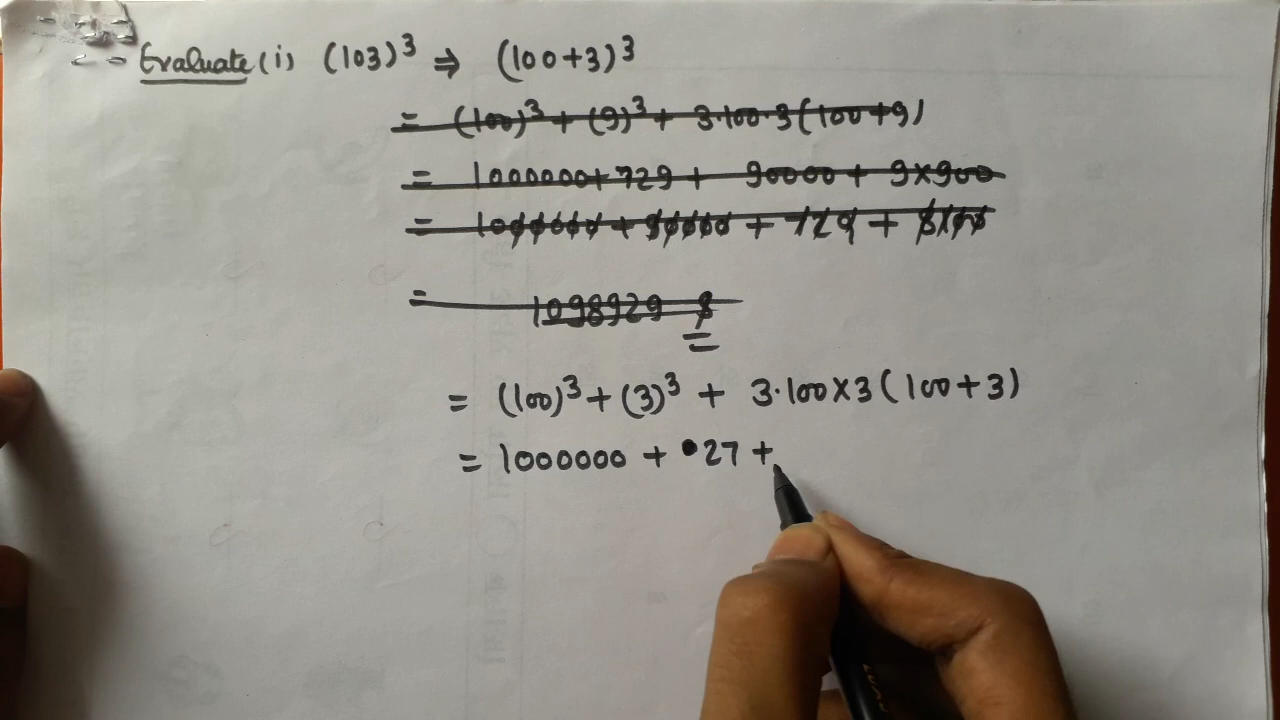 Evaluate (i) (103)³ ⇒ (100+3)³
= (100)³ + (9)³ + 3·100·3(100+9)
= 1000000+729 + 90000 + 9×900
= 1000000 + 90000 + 729 + 8100
= 1098929
= (100)³ + (3)³ + 3·100×3(100+3)
= 1000000 + 27 +